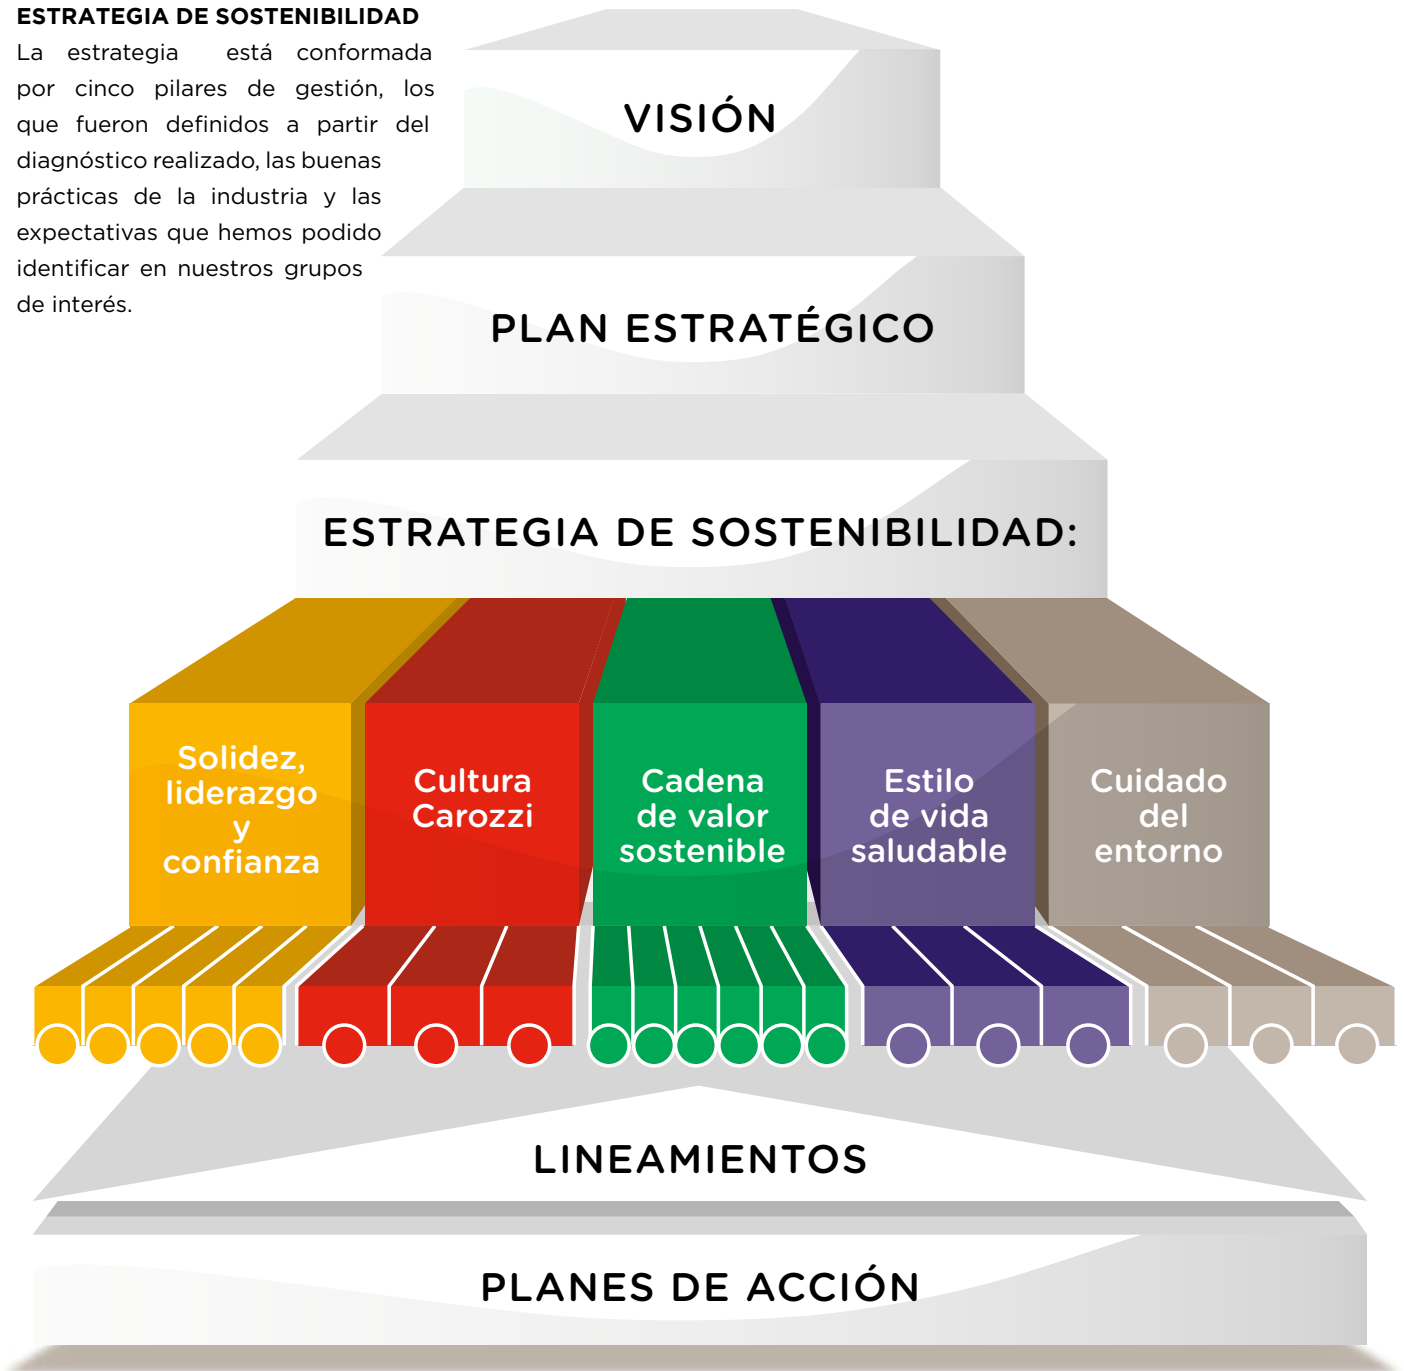 ESTRATEGIA DE SOSTENIBILIDAD
La estrategia está conformada
por cinco pilares de gestión, los
que fueron definidos a partir del
diagnóstico realizado, las buenas
prácticas de la industria y las
expectativas que hemos podido
identificar en nuestros grupos
de interés.
VISIÓN
PLAN ESTRATÉGICO
ESTRATEGIA DE SOSTENIBILIDAD:
Solidez,
liderazgo
y
confianza
Cultura
Carozzi
Cadena
de valor
sostenible
Estilo
de vida
saludable
Cuidado
del
entorno
LINEAMIENTOS
PLANES DE ACCIÓN